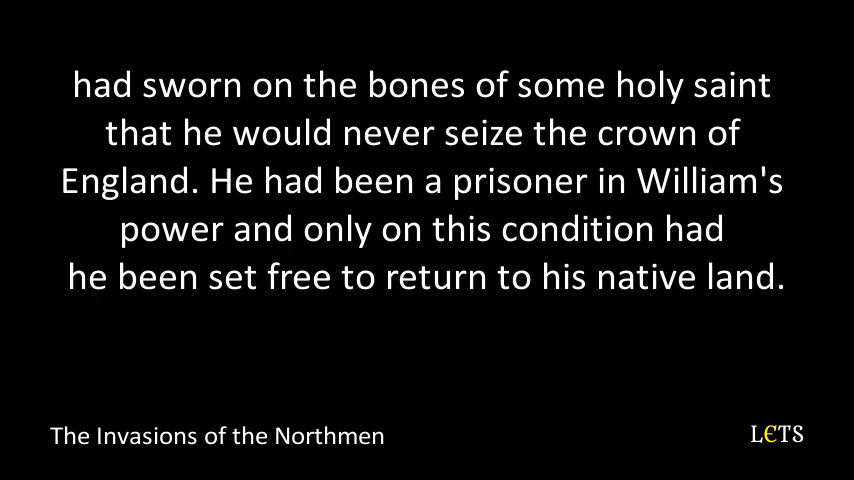 had sworn on the bones of some holy saint
that he would never seize the crown of
England. He had been a prisoner in William's
power and only on this condition had
he been set free to return to his native land.
The Invasions of the Northmen
LЄTS